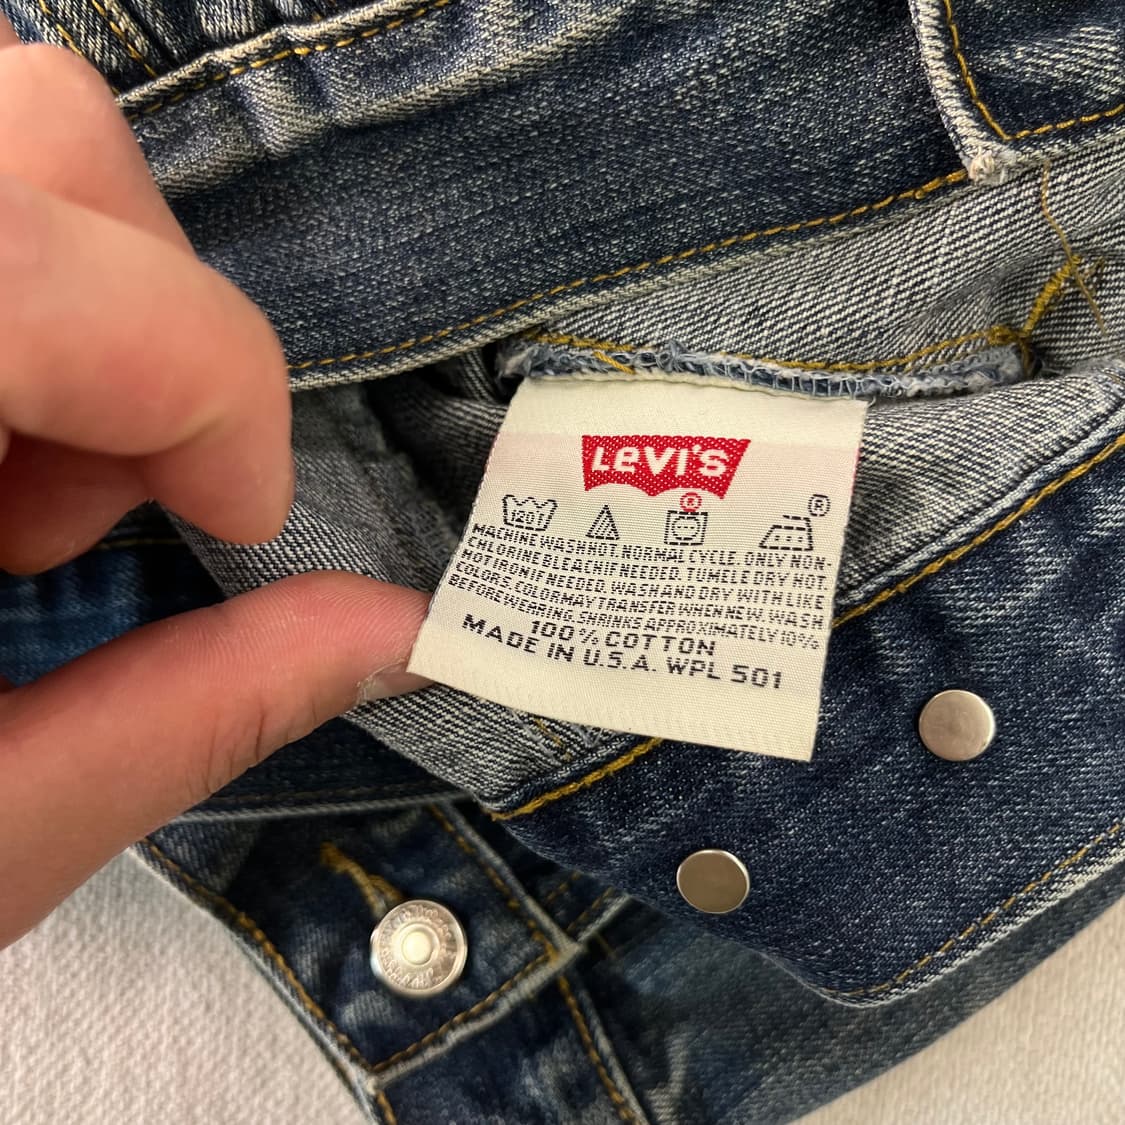 LEVI'S
®
®
120°
MACHINE WASH HOT. NORMAL CYCLE. ONLY NON-
CHLORINE BLEACH IF NEEDED. TUMBLE DRY HOT.
HOT IRON IF NEEDED. WASH AND DRY WITH LIKE
COLORS. COLOR MAY TRANSFER WHEN NEW. WASH
BEFORE WEARING. SHRINKS APPROXIMATELY 10%
100% COTTON
MADE IN U.S.A. WPL 501